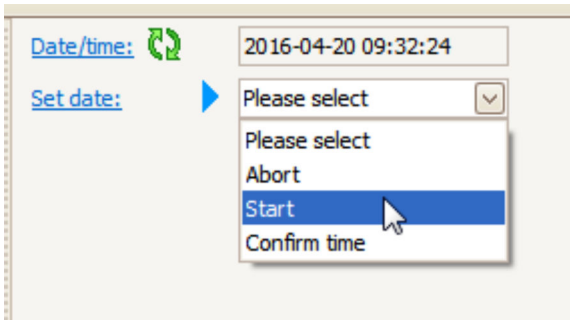 Date/time: 2016-04-20 09:32:24
Set date: Please select
Please select
Abort
Start
Confirm time